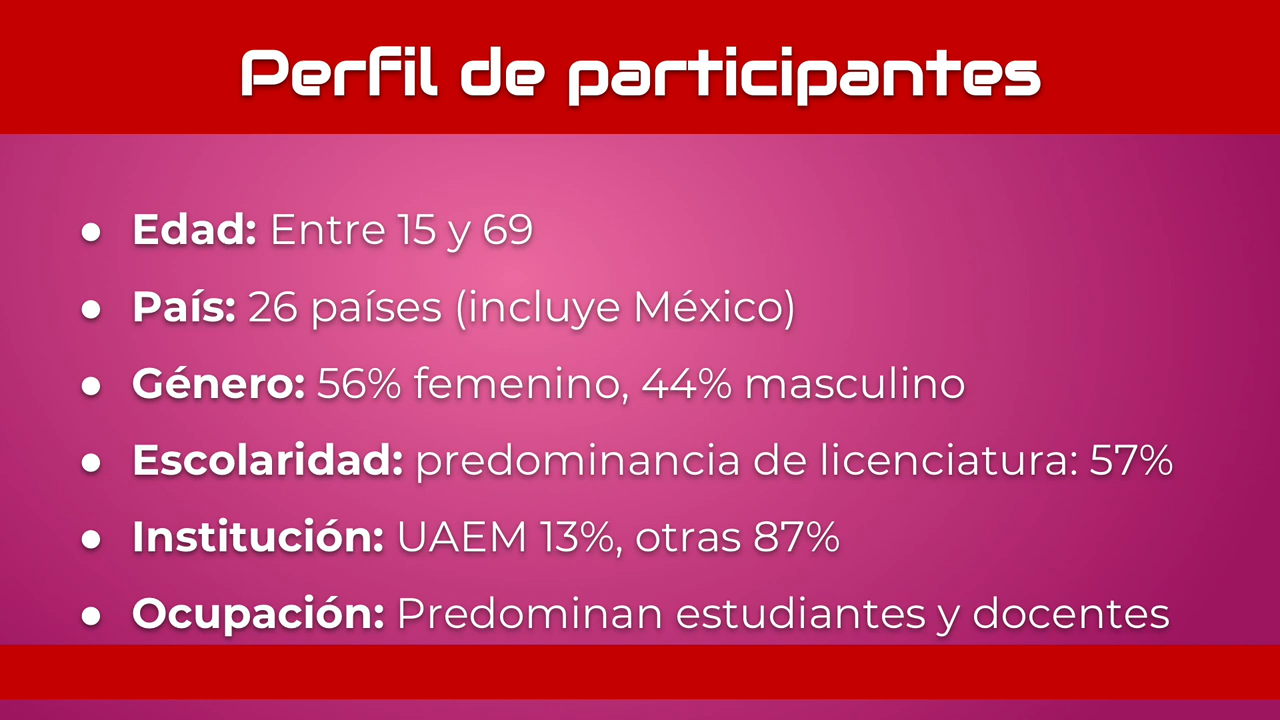 Perfil de participantes
● Edad: Entre 15 y 69
● País: 26 países (incluye México)
● Género: 56% femenino, 44% masculino
● Escolaridad: predominancia de licenciatura: 57%
● Institución: UAEM 13%, otras 87%
● Ocupación: Predominan estudiantes y docentes